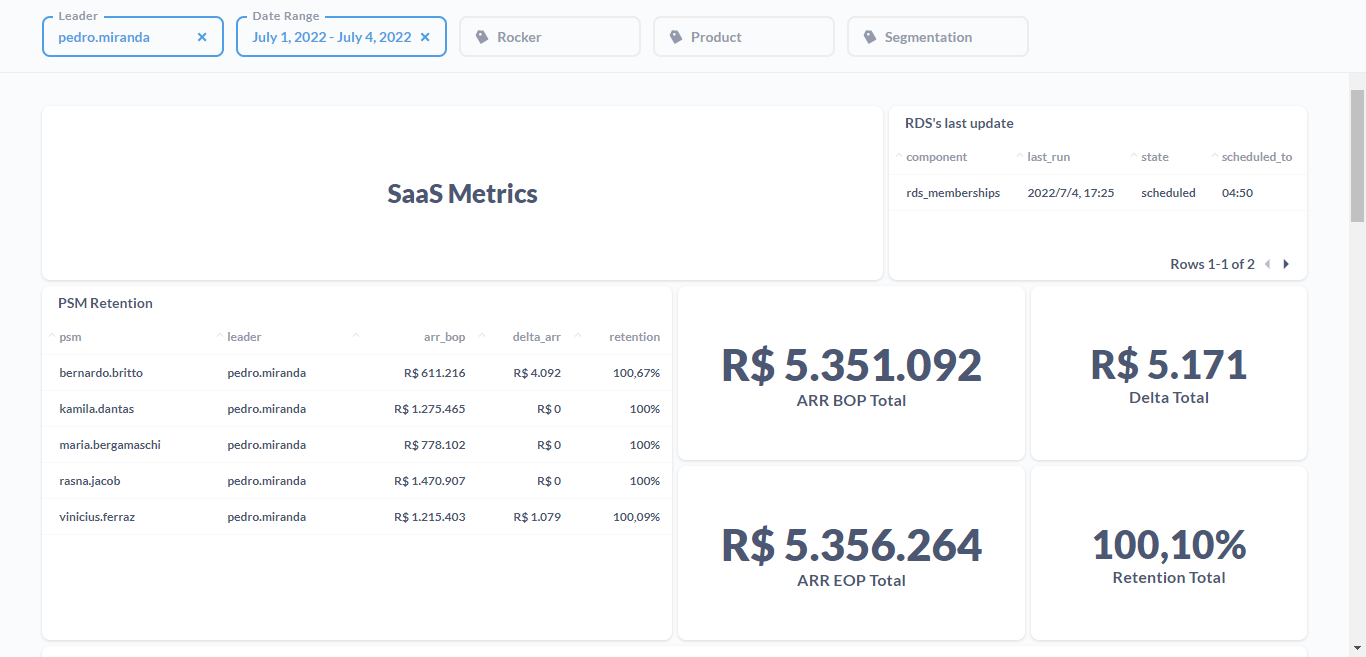 Leader
Date Range
pedro.miranda ×
July 1, 2022 - July 4, 2022 ×
Rocker
Product
Segmentation
SaaS Metrics
RDS's last update
component last_run state scheduled_to
rds_memberships 2022/7/4, 17:25 scheduled 04:50
Rows 1-1 of 2
PSM Retention
psm leader arr_bop delta_arr retention
bernardo.britto pedro.miranda R$ 611.216 R$ 4.092 100,67%
kamila.dantas pedro.miranda R$ 1.275.465 R$ 0 100%
maria.bergamaschi pedro.miranda R$ 778.102 R$ 0 100%
rasna.jacob pedro.miranda R$ 1.470.907 R$ 0 100%
vinicius.ferraz pedro.miranda R$ 1.215.403 R$ 1.079 100,09%
R$ 5.351.092
ARR BOP Total
R$ 5.171
Delta Total
R$ 5.356.264
ARR EOP Total
100,10%
Retention Total